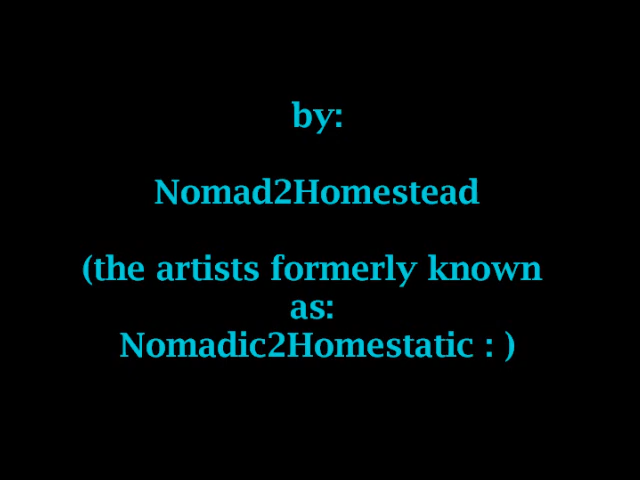 by:
Nomad2Homestead
(the artists formerly known
as:
Nomadic2Homestatic : )